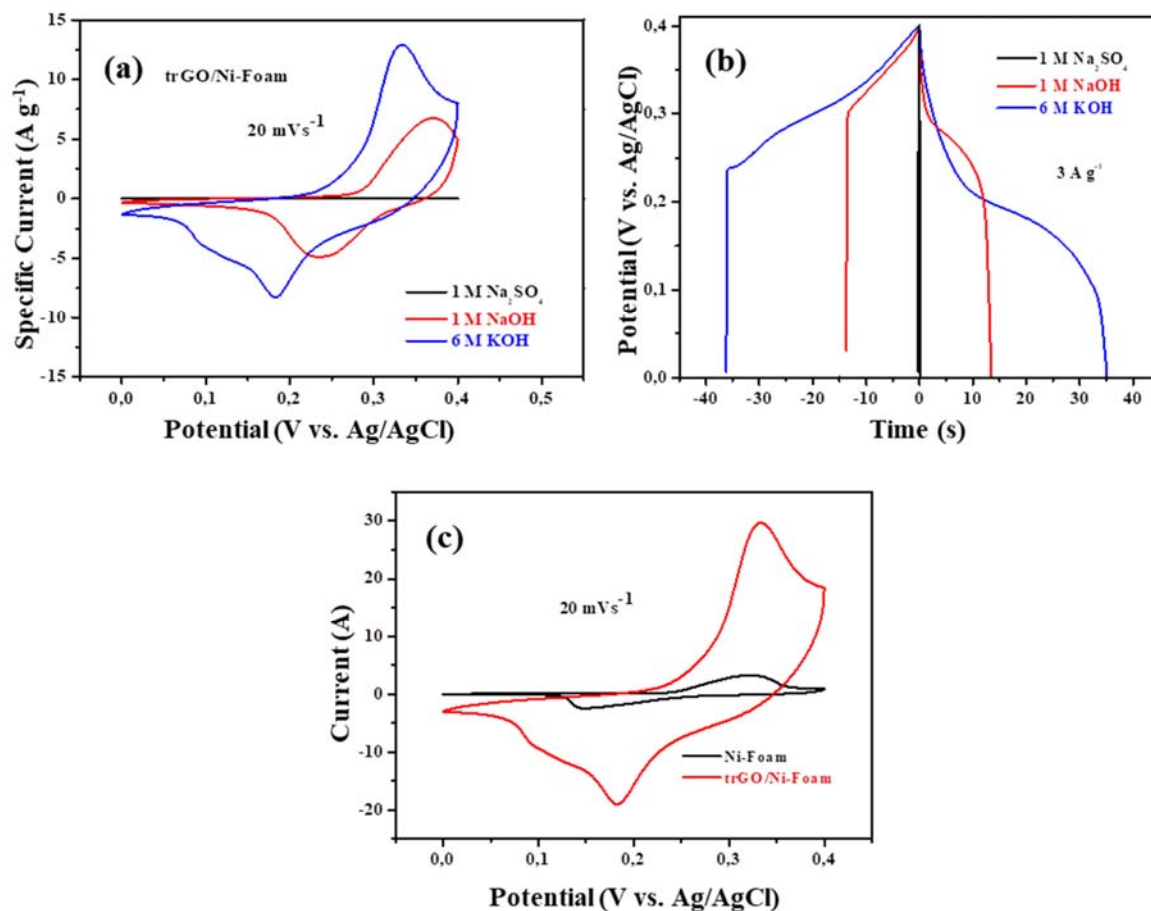 (a)
trGO/Ni-Foam
20 mVs⁻¹
Specific Current (A g⁻¹)
15
10
5
0
-5
-10
-15
1 M Na₂SO₄
1 M NaOH
6 M KOH
0,0 0,1 0,2 0,3 0,4 0,5
Potential (V vs. Ag/AgCl)
(b)
1 M Na₂SO₄
1 M NaOH
6 M KOH
3 A g⁻¹
Potential (V vs. Ag/AgCl)
0,4
0,3
0,2
0,1
0,0
-40 -30 -20 -10 0 10 20 30 40
Time (s)
(c)
20 mVs⁻¹
Current (A)
30
20
10
0
-10
-20
Ni-Foam
trGO/Ni-Foam
0,0 0,1 0,2 0,3 0,4
Potential (V vs. Ag/AgCl)